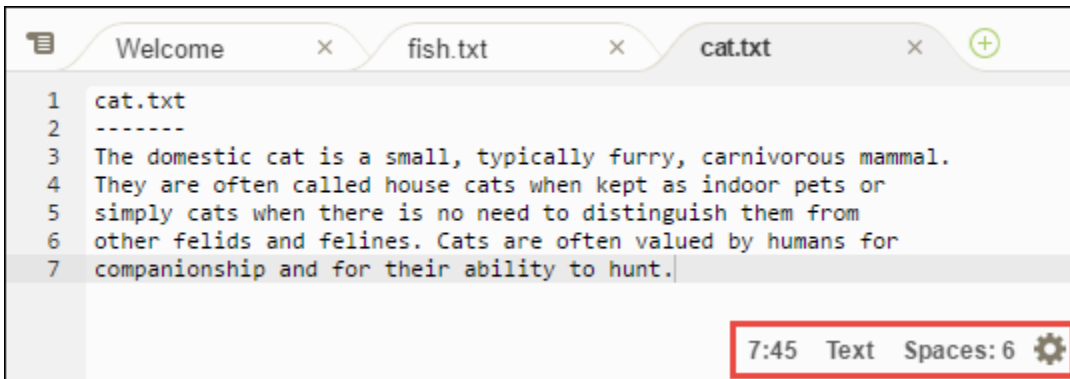 Welcome × fish.txt × cat.txt ×
1 cat.txt
2 -------
3 The domestic cat is a small, typically furry, carnivorous mammal.
4 They are often called house cats when kept as indoor pets or
5 simply cats when there is no need to distinguish them from
6 other felids and felines. Cats are often valued by humans for
7 companionship and for their ability to hunt.
7:45 Text Spaces: 6